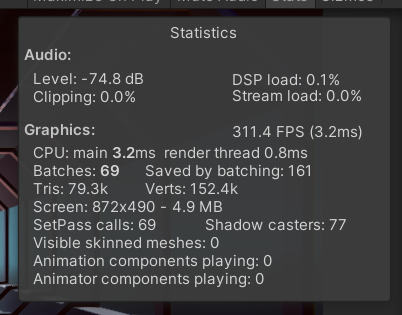 Maximize On Play Mute Audio Stats
Statistics
Audio:
Level: -74.8 dB DSP load: 0.1%
Clipping: 0.0% Stream load: 0.0%
Graphics: 311.4 FPS (3.2ms)
CPU: main 3.2ms render thread 0.8ms
Batches: 69 Saved by batching: 161
Tris: 79.3k Verts: 152.4k
Screen: 872x490 - 4.9 MB
SetPass calls: 69 Shadow casters: 77
Visible skinned meshes: 0
Animation components playing: 0
Animator components playing: 0